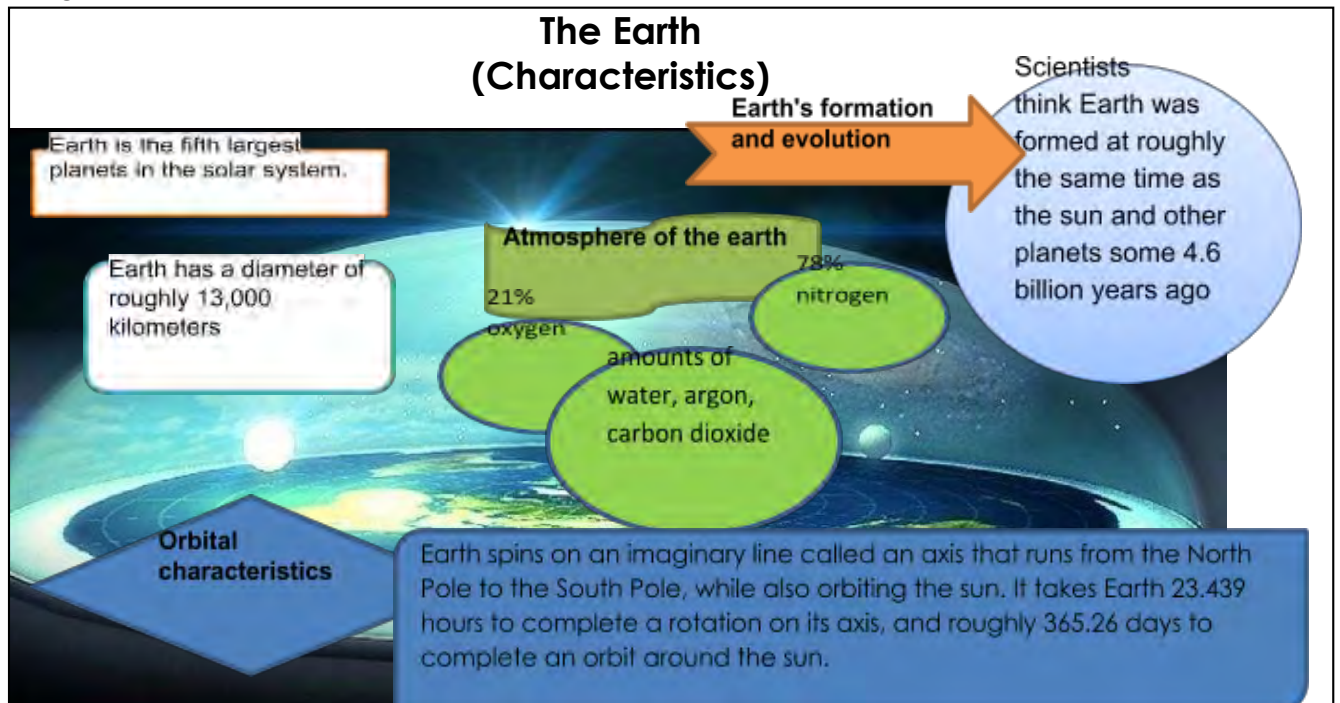 The Earth
(Characteristics)
Earth's formation
and evolution
Scientists
think Earth was
formed at roughly
the same time as
the sun and other
planets some 4.6
billion years ago
Earth is the fifth largest
planets in the solar system.
Earth has a diameter of
roughly 13,000
kilometers
Atmosphere of the earth
21%
oxygen
78%
nitrogen
amounts of
water, argon,
carbon dioxide
Orbital
characteristics
Earth spins on an imaginary line called an axis that runs from the North
Pole to the South Pole, while also orbiting the sun. It takes Earth 23.439
hours to complete a rotation on its axis, and roughly 365.26 days to
complete an orbit around the sun.